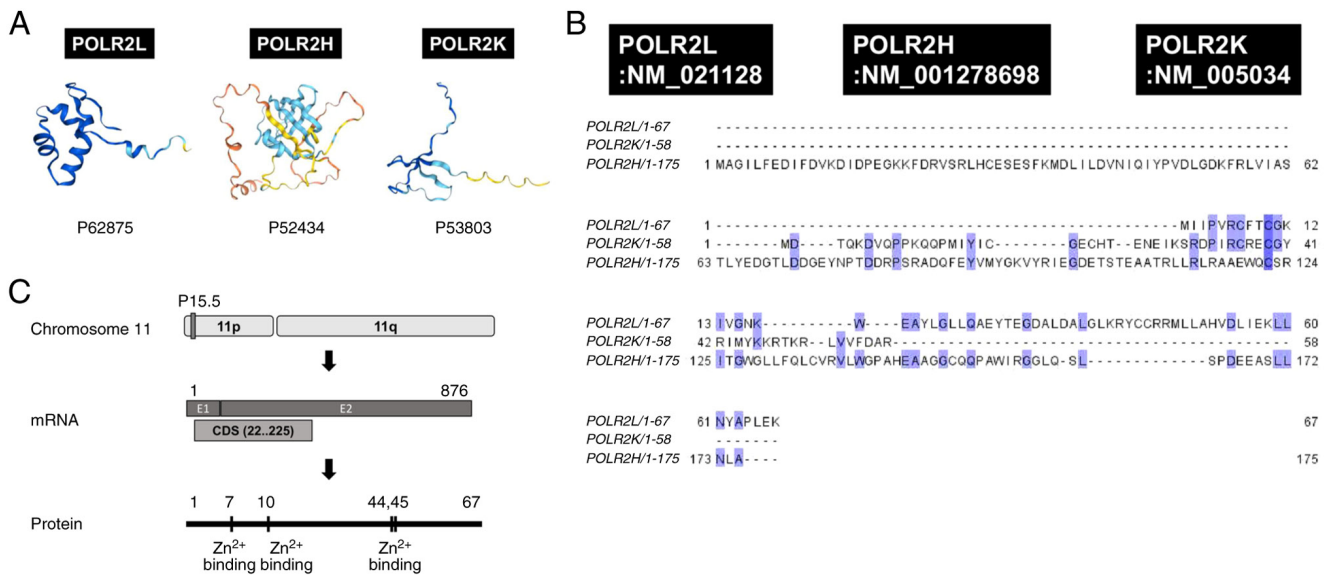 A
POLR2L
POLR2H
POLR2K
P62875
P52434
P53803
B
POLR2L
:NM_021128
POLR2H
:NM_001278698
POLR2K
:NM_005034
POLR2L/1-67
POLR2K/1-58
POLR2H/1-175
1 MAGILFEDIFDVKDIDPEGKKFDRVSRLHCESESFKMDLILDVNIQIYPVDLGDKFRLVIAS 62
POLR2L/1-67 1 - - - - - - - - - - - - - - - - - - - - - - - - - - - - - - - - - - - - - - - - - - - - - - - - - - MIIPVRCFTCGK 12
POLR2K/1-58 1 - - - - - - - MD - - - - TQKDVQPPKQQPMIYIC - - - - - - - - GECHT - - ENEIKSRDPIRCRECGY 41
POLR2H/1-175 63 TLYEDGTLDDGEYNPTDDRPSRADQFEYVMYGKVYRIEGDETSTEAATRLLRLRAAEWQCSR 124
POLR2L/1-67 13 IVGNK - - - - - - - - - - W - - - - EAYLGLLQAEYTEGDALDALGLKRYCCRRMLLAHVDLIEKLL 60
POLR2K/1-58 42 RIMYKKRTKR - - LVVFDAR - - - - - - - - - - - - - - - - - - - - - - - - - - - - - - - - - - - - - - - - - - - 58
POLR2H/1-175 125 ITGWGLLFQLCVRVLWGPAHEAAGGCQQPAWIRGGLQ - SL - - - - - - - - - - - - - SPDEEASLL 172
POLR2L/1-67 61 NYAPLEK 67
POLR2K/1-58 - - - - - - - 58
POLR2H/1-175 173 NLA - - - - 175
C
P15.5
Chromosome 11
11p
11q
1 876
mRNA
E1
E2
CDS (22..225)
1 7 10 44,45 67
Protein
Zn2+ binding
Zn2+ binding
Zn2+ binding